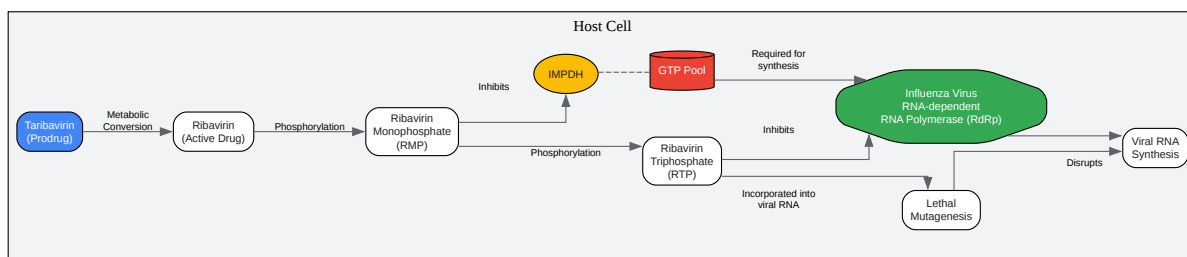 Host Cell
Taribavirin
(Prodrug)
Metabolic
Conversion
Ribavirin
(Active Drug)
Phosphorylation
Ribavirin
Monophosphate
(RMP)
Inhibits
IMPDH
GTP Pool
Required for
synthesis
Phosphorylation
Ribavirin
Triphosphate
(RTP)
Inhibits
Influenza Virus
RNA-dependent
RNA Polymerase (RdRp)
Incorporated into
viral RNA
Lethal
Mutagenesis
Disrupts
Viral RNA
Synthesis